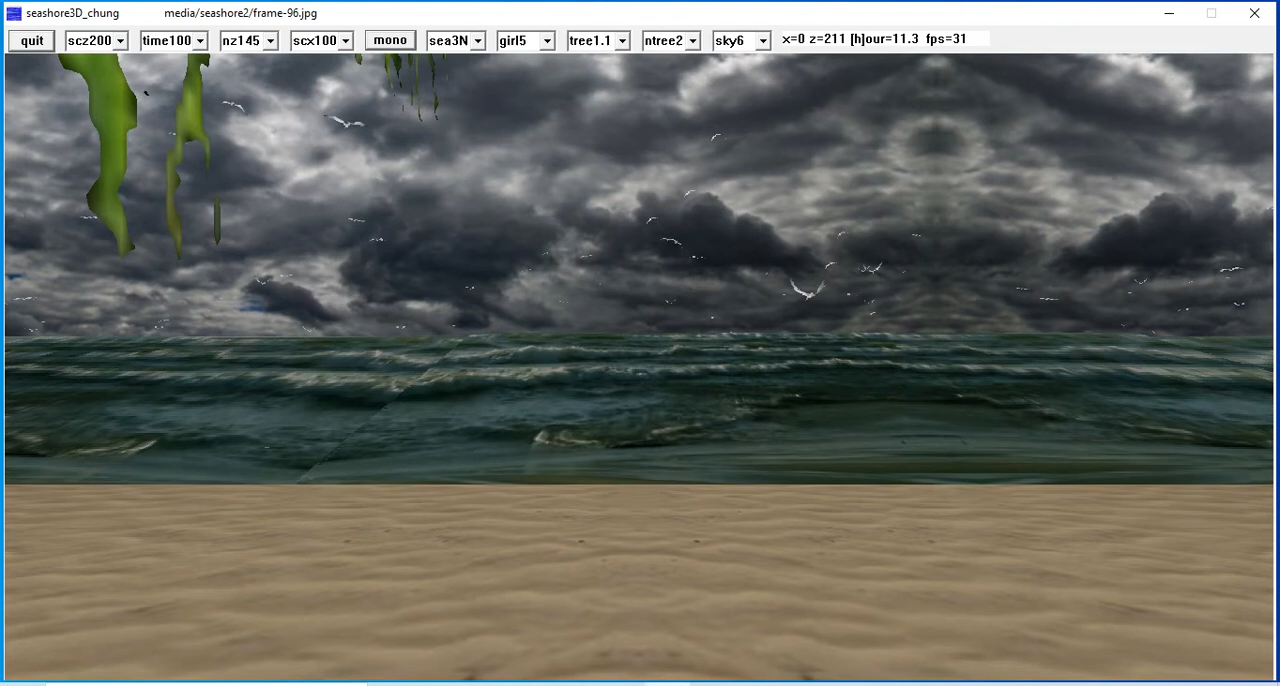 seashore3D_chung media/seashore2/frame-96.jpg
quit scz200 time100 nz145 scx100 mono sea3N girl5 tree1.1 ntree2 sky6 x=0 z=211 [h]our=11.3 fps=31